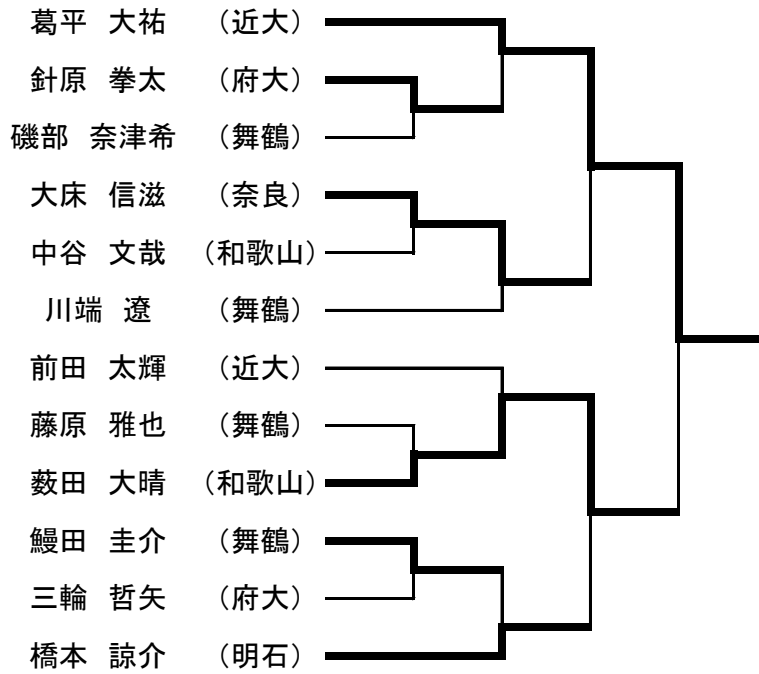 葛平 大祐 (近大)
針原 拳太 (府大)
磯部 奈津希 (舞鶴)
大床 信滋 (奈良)
中谷 文哉 (和歌山)
川端 遼 (舞鶴)
前田 太輝 (近大)
藤原 雅也 (舞鶴)
薮田 大晴 (和歌山)
鰻田 圭介 (舞鶴)
三輪 哲矢 (府大)
橋本 諒介 (明石)